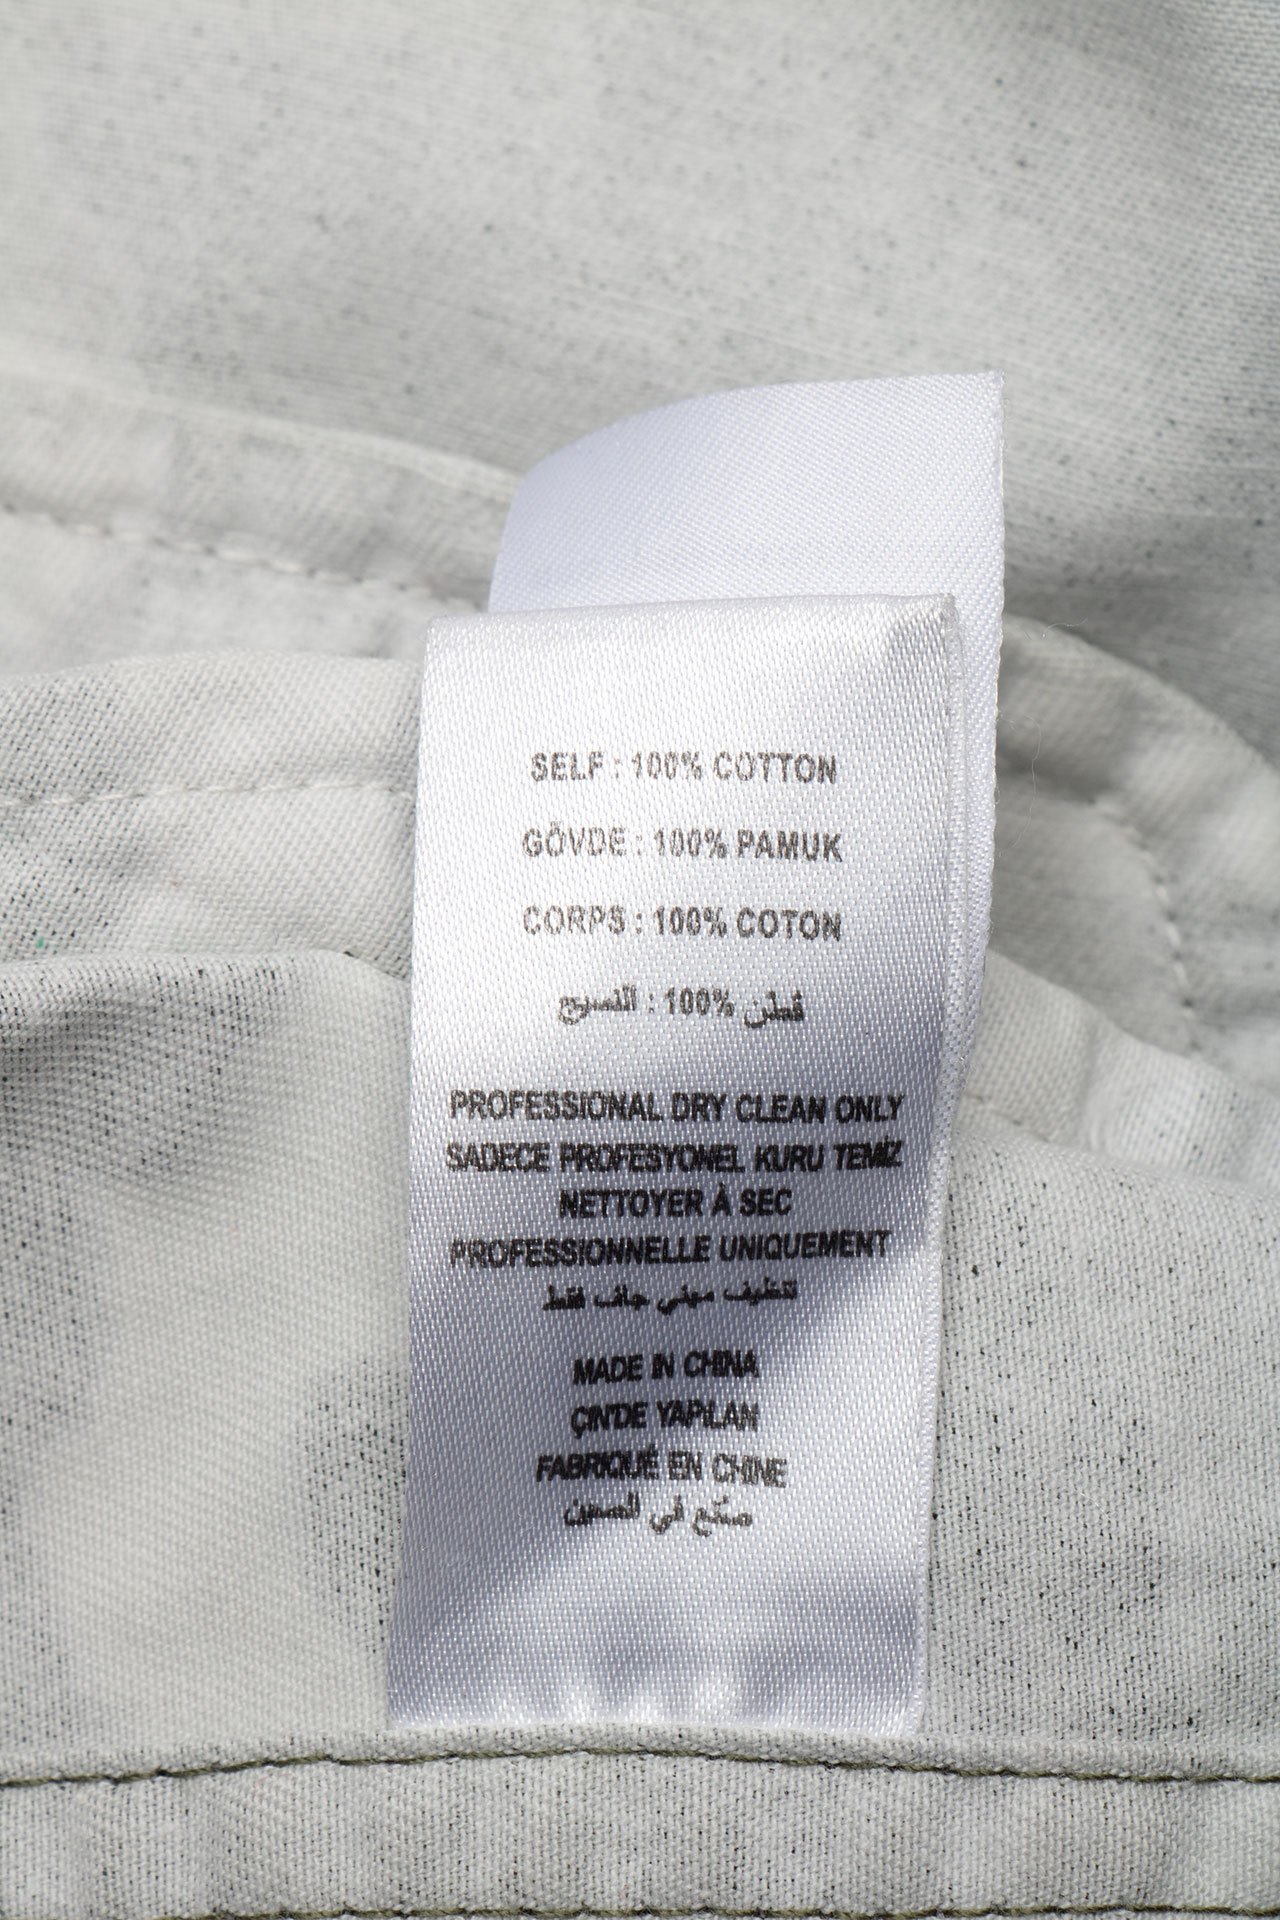 SELF : 100% COTTON
GÖVDE : 100% PAMUK
CORPS : 100% COTON
النسيج : 100% قطن
PROFESSIONAL DRY CLEAN ONLY
SADECE PROFESYONEL KURU TEMİZ
NETTOYER À SEC
PROFESSIONNELLE UNIQUEMENT
تنظيف مهني جاف فقط
MADE IN CHINA
ÇIN'DE YAPILAN
FABRIQUÉ EN CHINE
صنّع في الصين